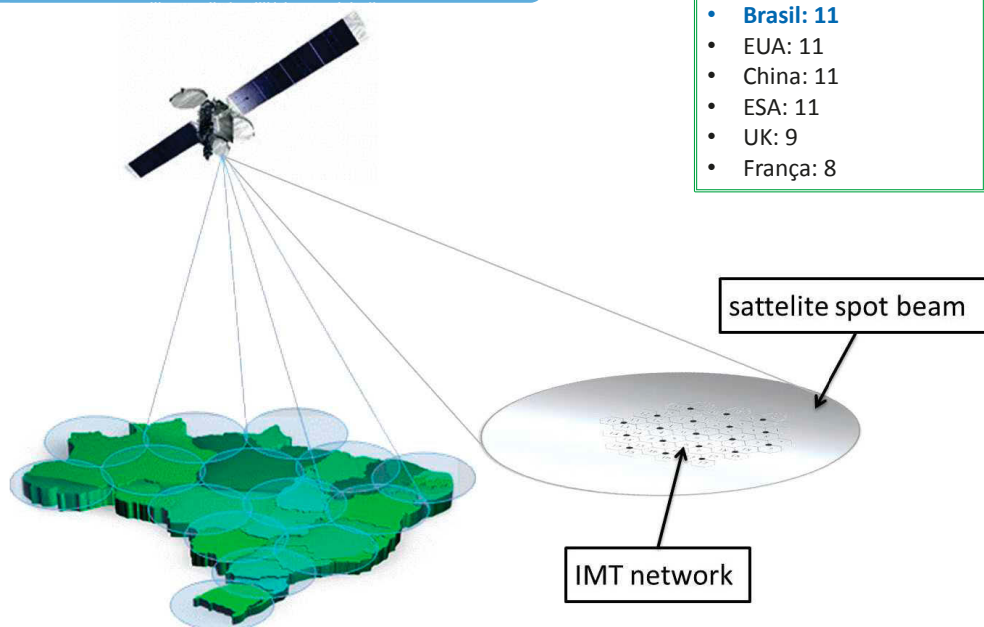 • Brasil: 11
• EUA: 11
• China: 11
• ESA: 11
• UK: 9
• França: 8
sattelite spot beam
IMT network